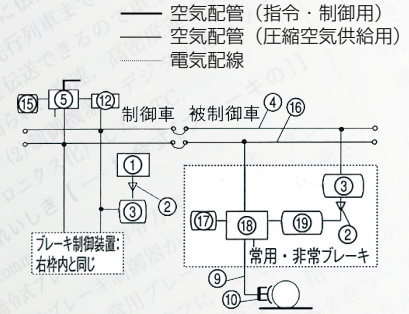 空気配管（指令・制御用）
空気配管（圧縮空気供給用）
電気配線
制御車 被制御車
④
⑯
⑮
⑤
⑫
①
②
③
ブレーキ制御装置：
右枠内と同じ
③
②
⑰
⑱
⑲
常用・非常ブレーキ
⑨
⑩